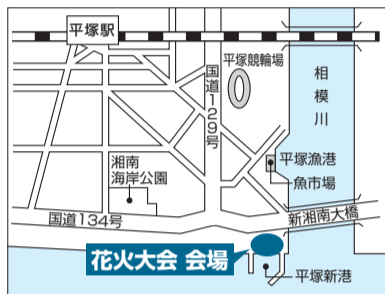 平塚駅
平塚競輪場
国道129号
相模川
湘南
海岸公園
平塚漁港
魚市場
国道134号
新湘南大橋
花火大会 会場
平塚新港